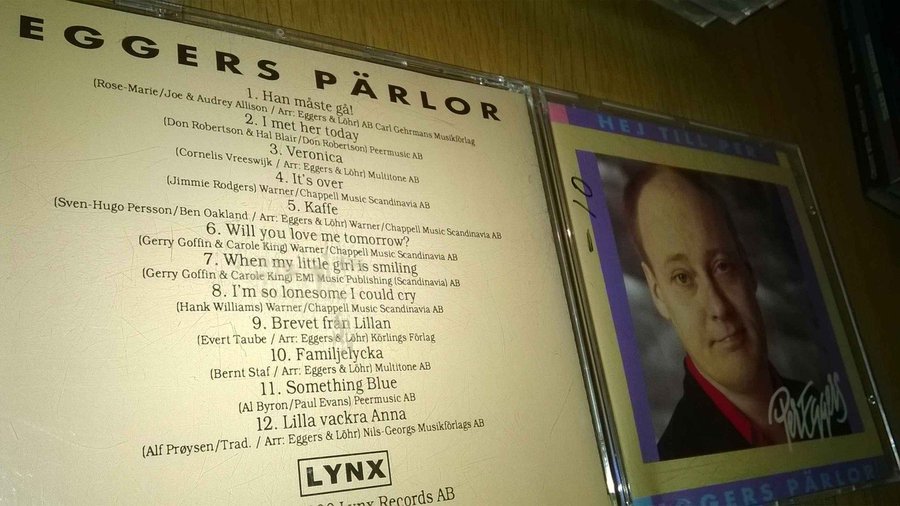 EGGERS PÄRLOR
1. Han måste gå!
(Rose-Marie/Joe & Audrey Allison / Arr: Eggers & Löhr) AB Carl Gehrmans Musikförlag
2. I met her today
(Don Robertson & Hal Blair/Don Robertson) Peermusic AB
3. Veronica
(Cornelis Vreeswijk / Arr: Eggers & Löhr) Multitone AB
4. It's over
(Jimmie Rodgers) Warner/Chappell Music Scandinavia AB
5. Kaffe
(Sven-Hugo Persson/Ben Oakland / Arr: Eggers & Löhr) Warner/Chappell Music Scandinavia AB
6. Will you love me tomorrow?
(Gerry Goffin & Carole King) Warner/Chappell Music Scandinavia AB
7. When my little girl is smiling
(Gerry Goffin & Carole King) EMI Music Publishing (Scandinavia) AB
8. I'm so lonesome I could cry
(Hank Williams) Warner/Chappell Music Scandinavia AB
9. Brevet från Lillan
(Evert Taube / Arr: Eggers & Löhr) Körlings Förlag
10. Familjelycka
(Bernt Staf / Arr: Eggers & Löhr) Multitone AB
11. Something Blue
(Al Byron/Paul Evans) Peermusic AB
12. Lilla vackra Anna
(Alf Prøysen/Trad. / Arr: Eggers & Löhr) Nils-Georgs Musikförlags AB
LYNX
Lynx Records AB
HEJ TILL PER
-10
Per Eggers
EGGERS PÄRLOR